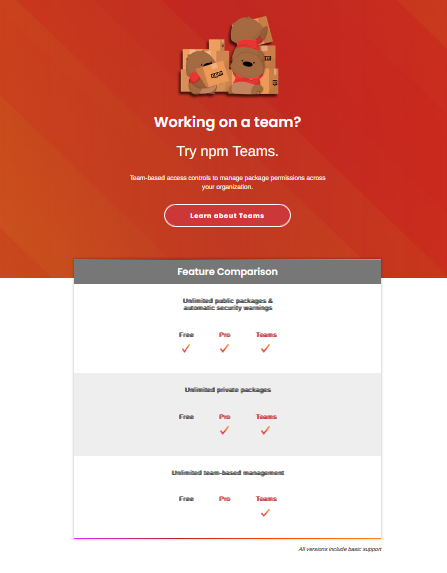 Working on a team?
Try npm Teams.
Team-based access controls to manage package permissions across
your organization.
Learn about Teams
Feature Comparison
Unlimited public packages &
automatic security warnings
Free Pro Teams
Unlimited private packages
Free Pro Teams
Unlimited team-based management
Free Pro Teams
All versions include basic support